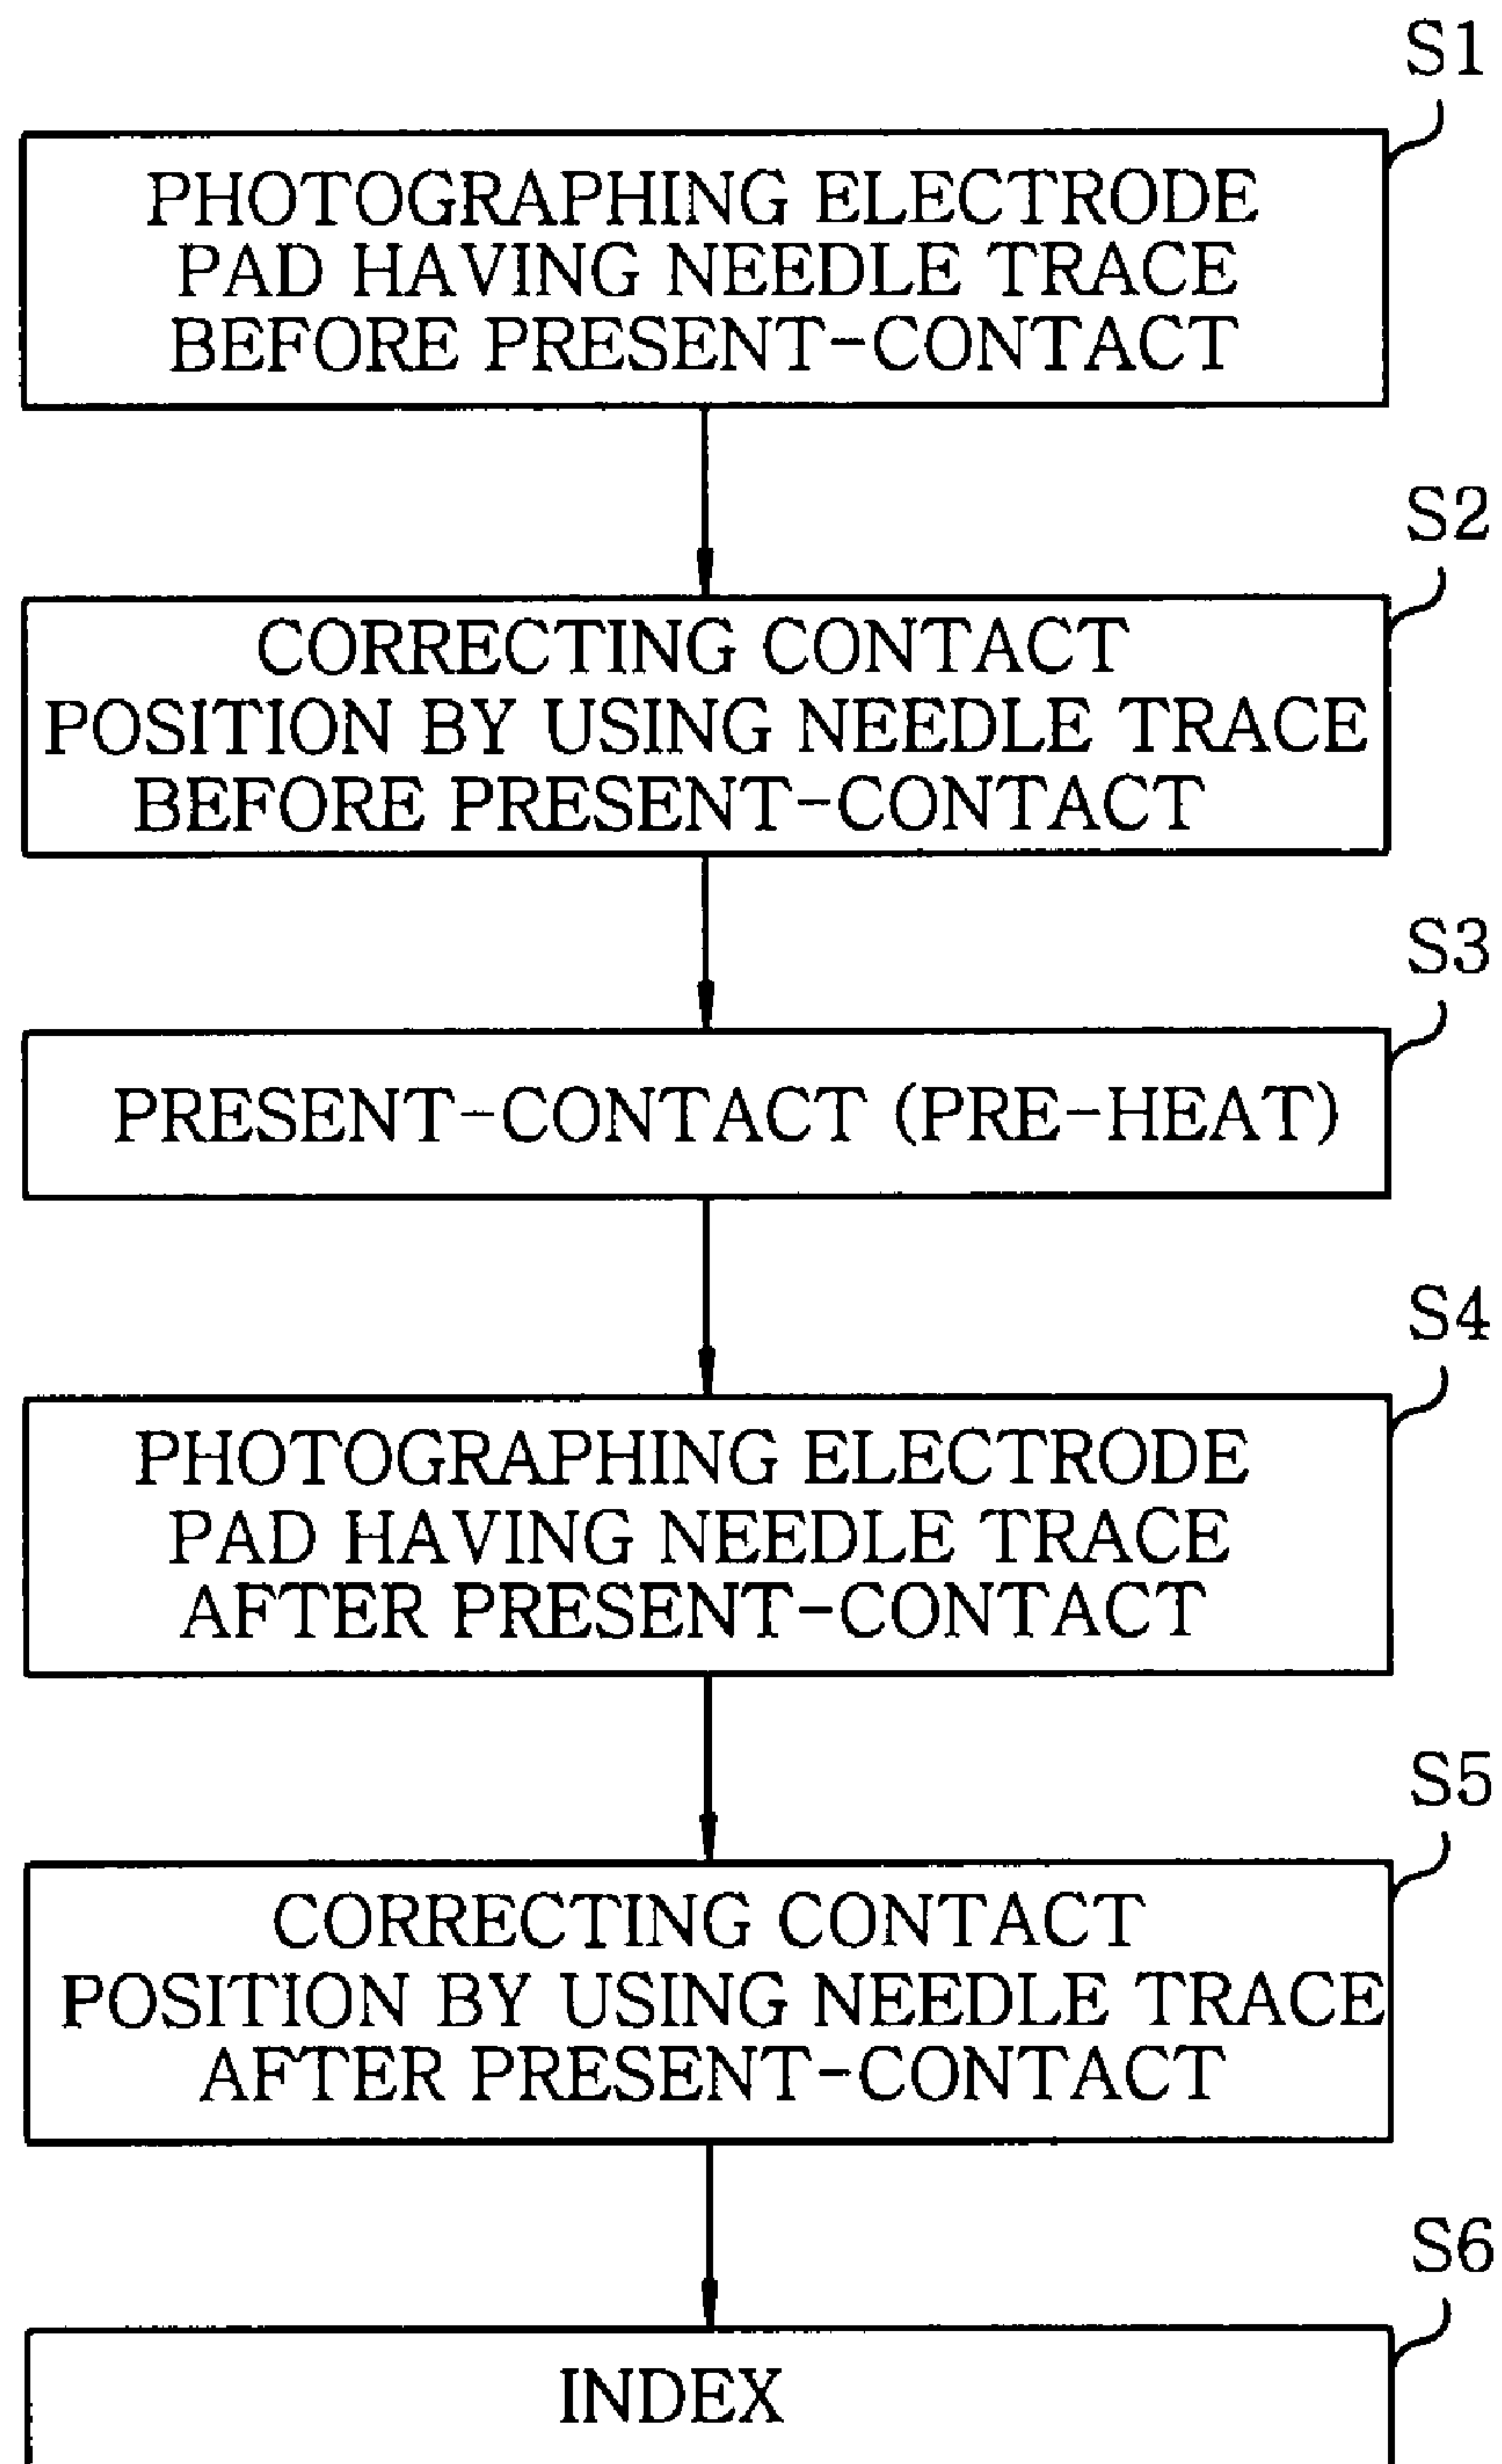 S1
PHOTOGRAPHING ELECTRODE
PAD HAVING NEEDLE TRACE
BEFORE PRESENT-CONTACT
S2
CORRECTING CONTACT
POSITION BY USING NEEDLE TRACE
BEFORE PRESENT-CONTACT
S3
PRESENT-CONTACT (PRE-HEAT)
S4
PHOTOGRAPHING ELECTRODE
PAD HAVING NEEDLE TRACE
AFTER PRESENT-CONTACT
S5
CORRECTING CONTACT
POSITION BY USING NEEDLE TRACE
AFTER PRESENT-CONTACT
S6
INDEX